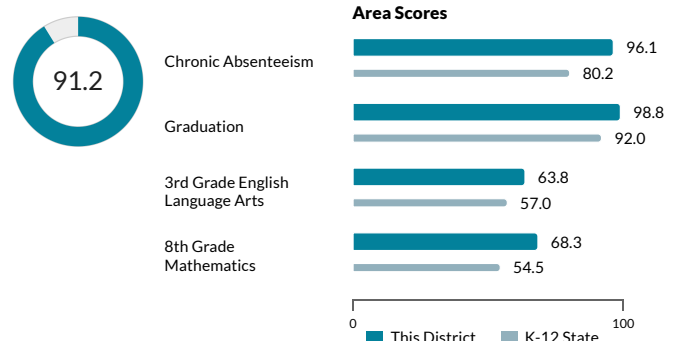 Area Scores
91.2
Chronic Absenteeism
96.1
80.2
Graduation
98.8
92.0
3rd Grade English
Language Arts
63.8
57.0
8th Grade
Mathematics
68.3
54.5
0
100
This District
K-12 State